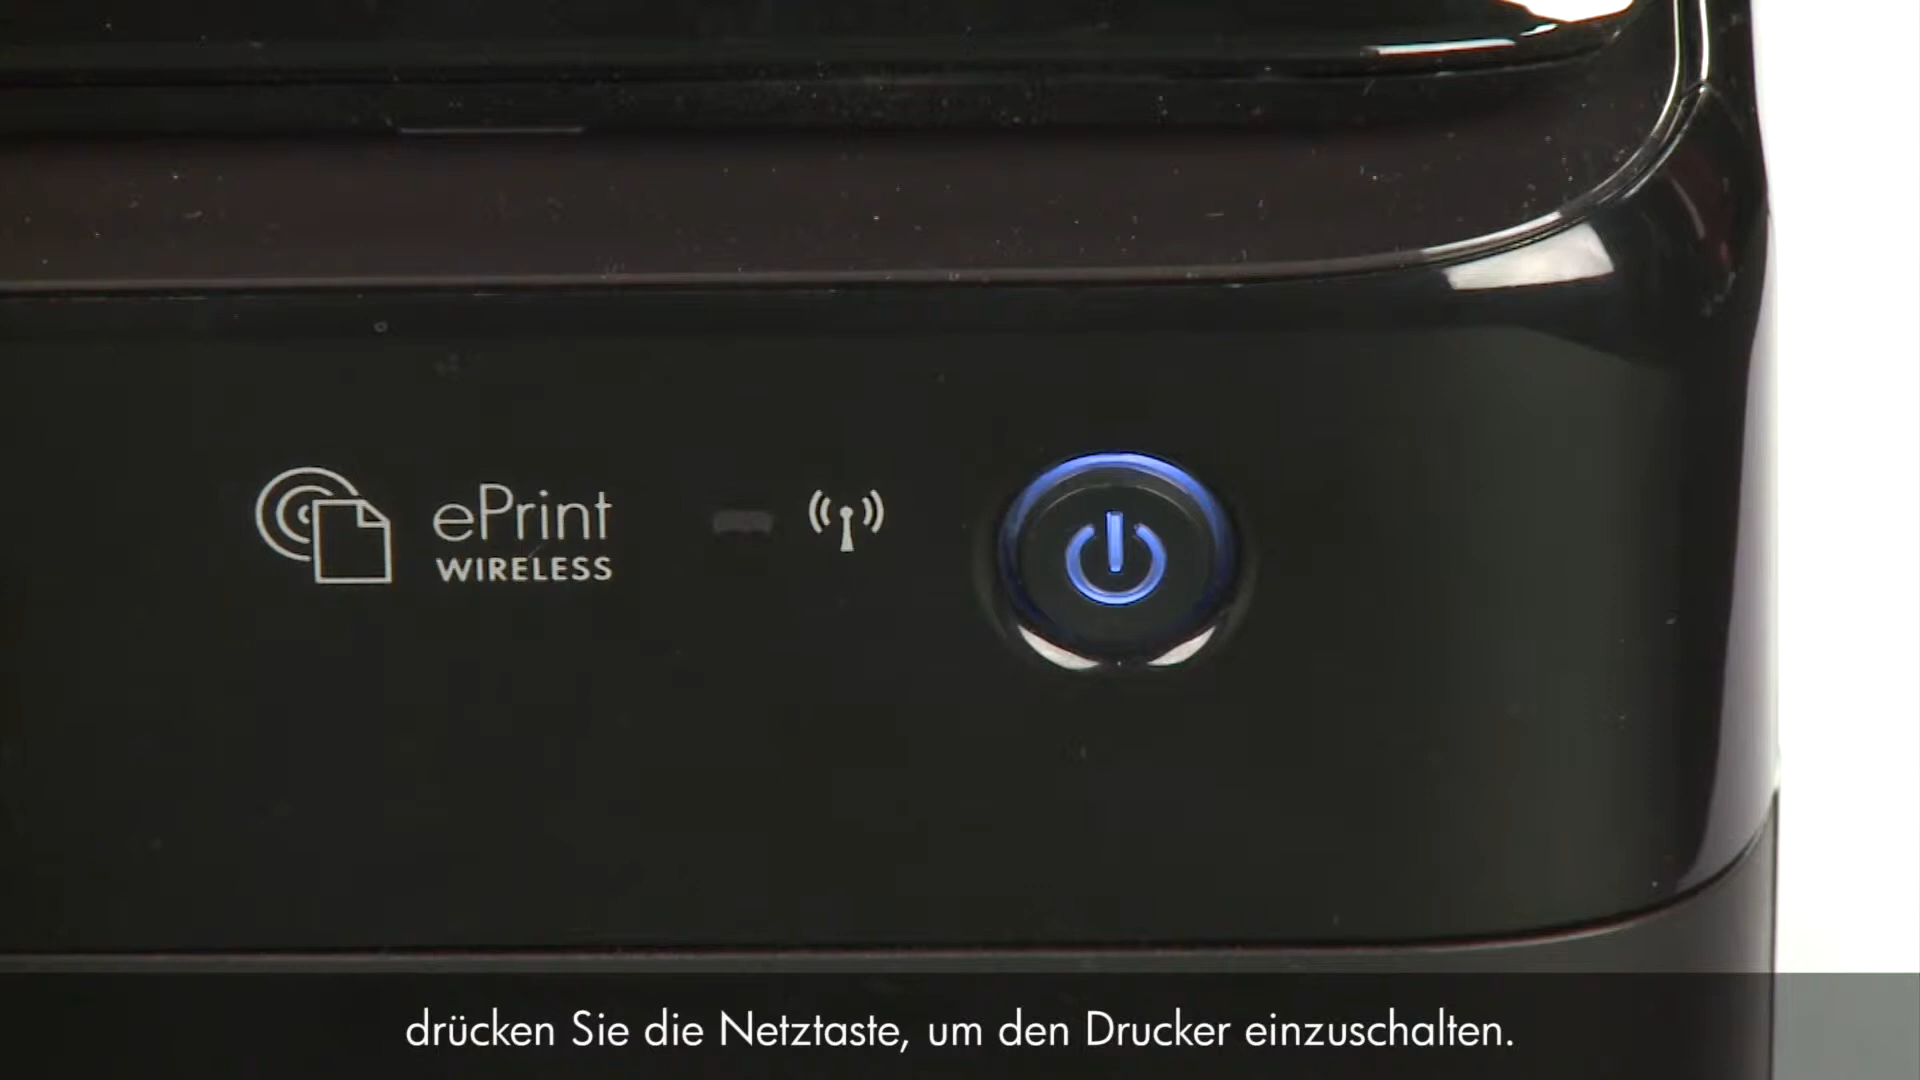 ePrint
WIRELESS
drücken Sie die Netztaste, um den Drucker einzuschalten.